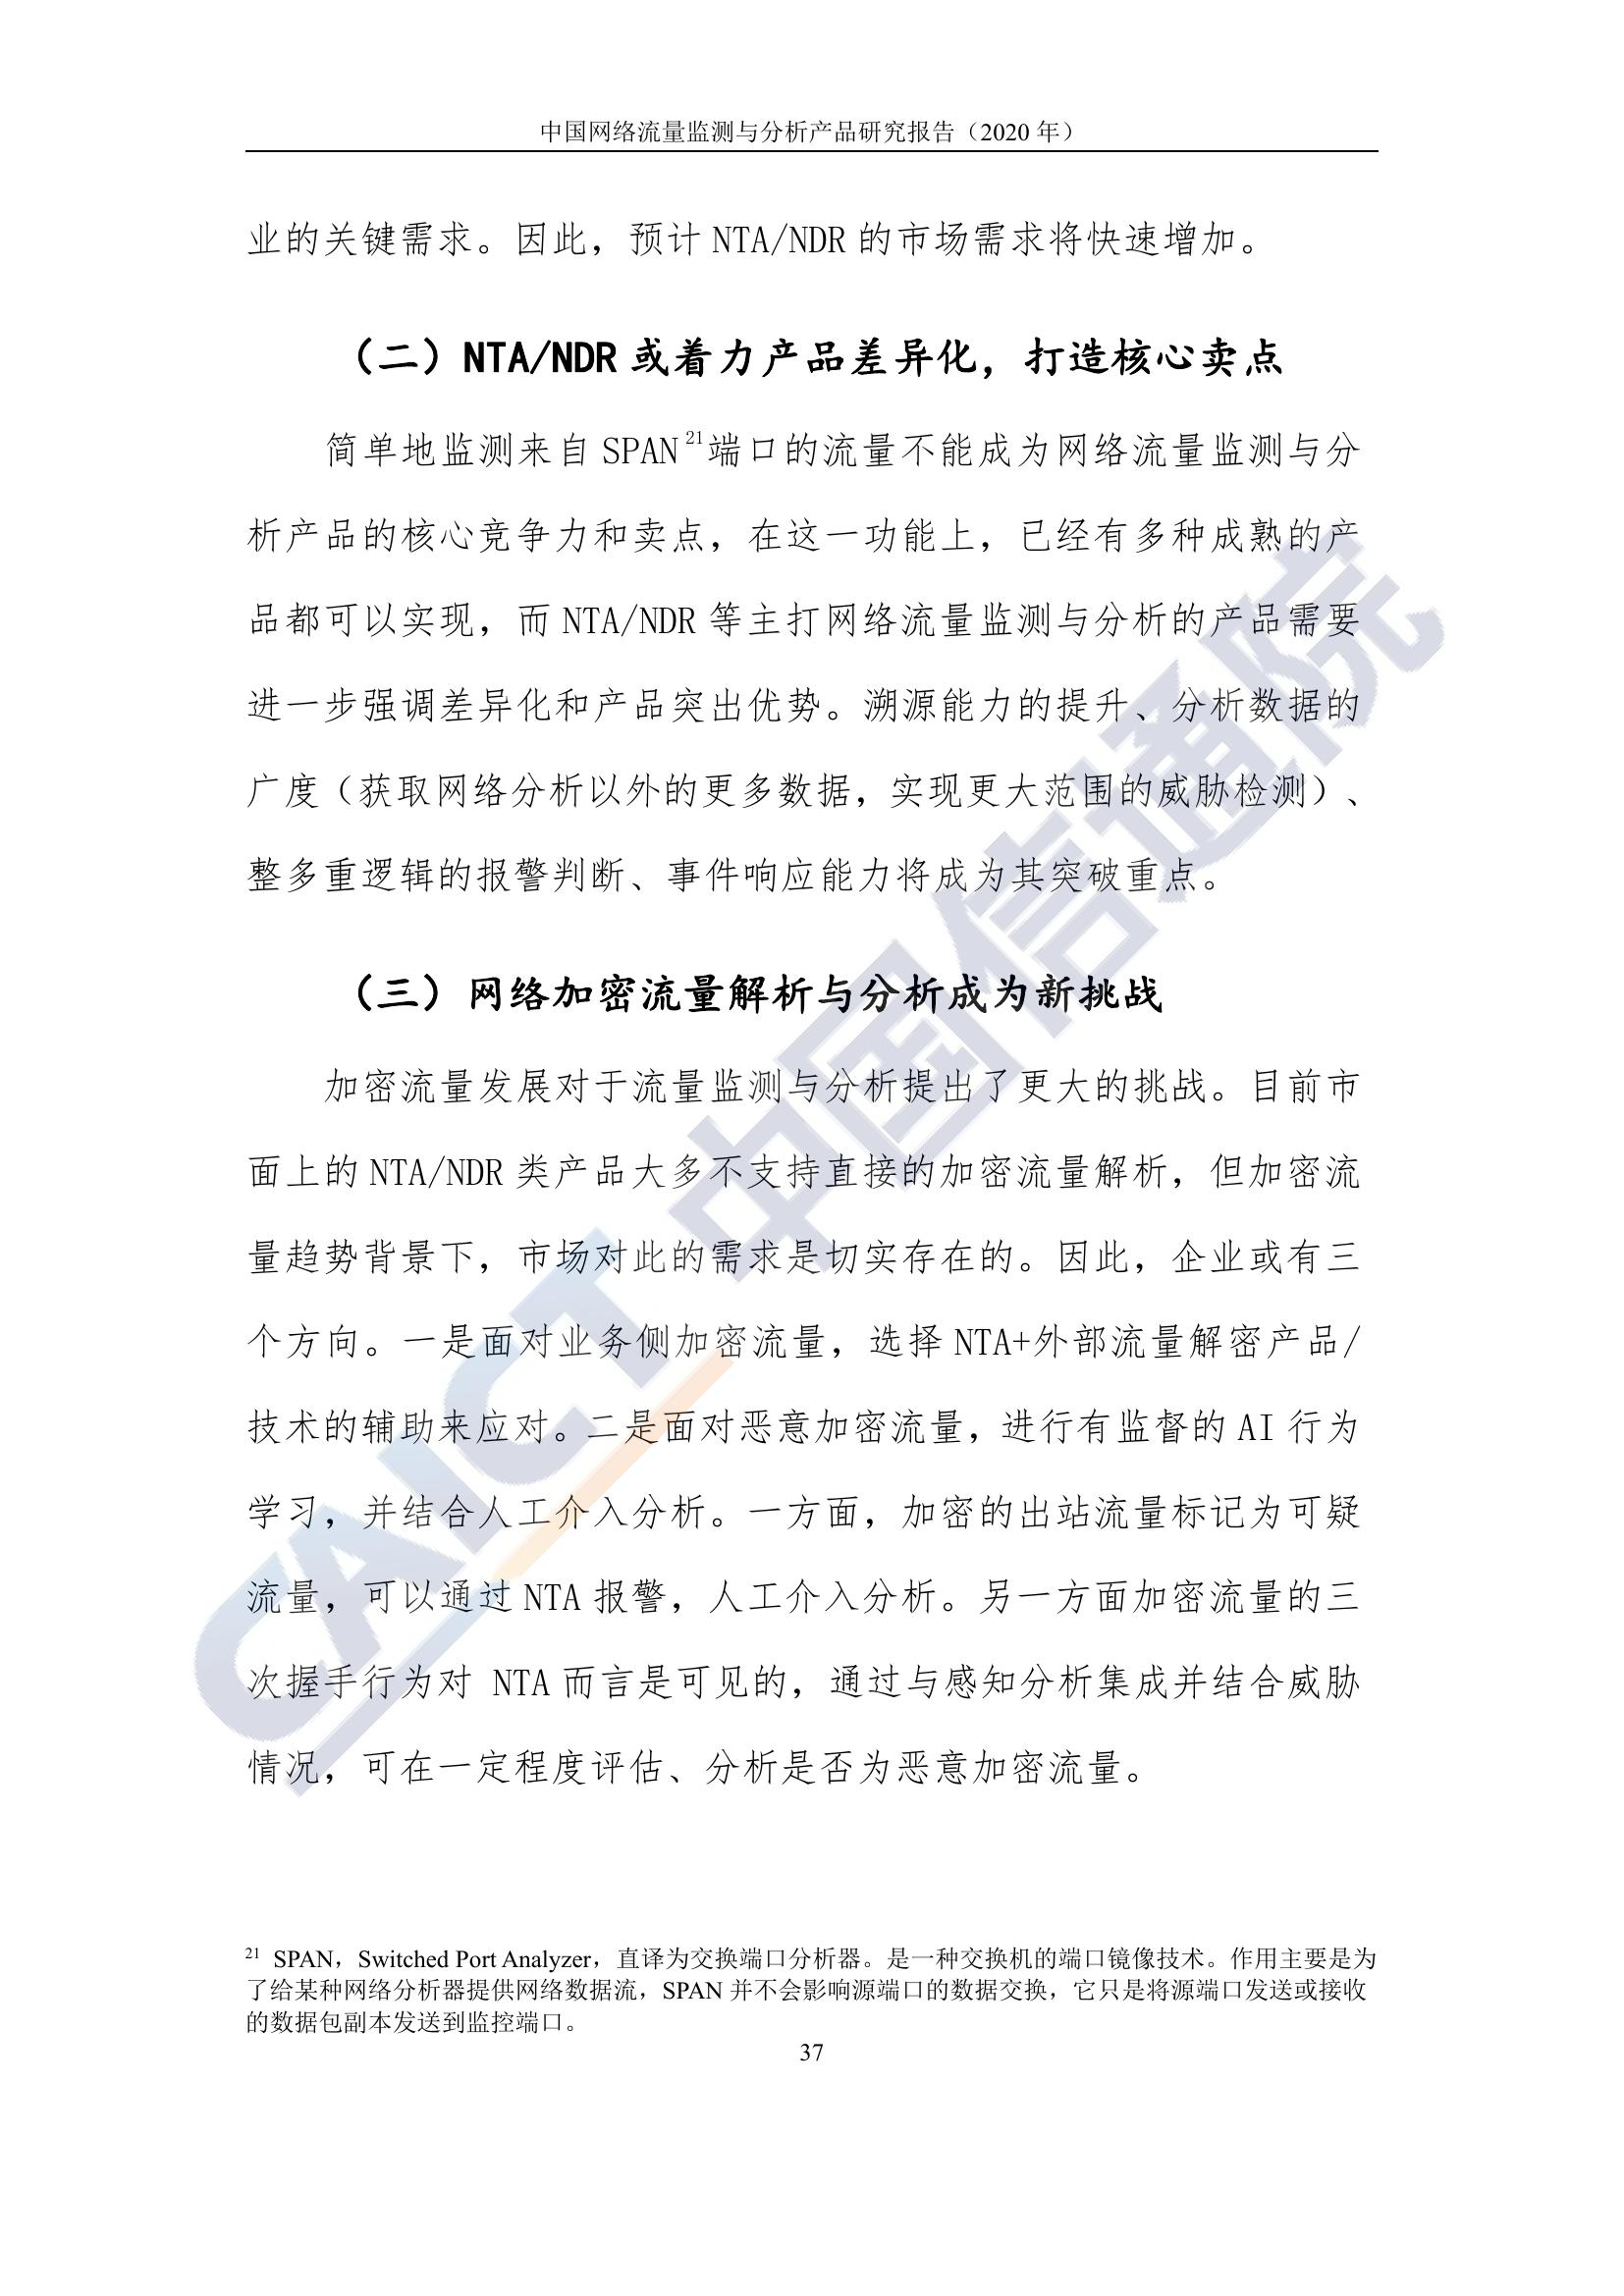 中国网络流量监测与分析产品研究报告（2020 年）
业的关键需求。因此，预计 NTA/NDR 的市场需求将快速增加。
（二）NTA/NDR 或着力产品差异化，打造核心卖点
简单地监测来自 SPAN21端口的流量不能成为网络流量监测与分
析产品的核心竞争力和卖点，在这一功能上，已经有多种成熟的产
品都可以实现，而 NTA/NDR 等主打网络流量监测与分析的产品需要
进一步强调差异化和产品突出优势。溯源能力的提升、分析数据的
广度（获取网络分析以外的更多数据，实现更大范围的威胁检测）、
整多重逻辑的报警判断、事件响应能力将成为其突破重点。
（三）网络加密流量解析与分析成为新挑战
加密流量发展对于流量监测与分析提出了更大的挑战。目前市
面上的 NTA/NDR 类产品大多不支持直接的加密流量解析，但加密流
量趋势背景下，市场对此的需求是切实存在的。因此，企业或有三
个方向。一是面对业务侧加密流量，选择 NTA+外部流量解密产品/
技术的辅助来应对。二是面对恶意加密流量，进行有监督的 AI 行为
学习，并结合人工介入分析。一方面，加密的出站流量标记为可疑
流量，可以通过 NTA 报警，人工介入分析。另一方面加密流量的三
次握手行为对 NTA 而言是可见的，通过与感知分析集成并结合威胁
情况，可在一定程度评估、分析是否为恶意加密流量。
CAICT 中国信通院
21 SPAN，Switched Port Analyzer，直译为交换端口分析器。是一种交换机的端口镜像技术。作用主要是为
了给某种网络分析器提供网络数据流，SPAN 并不会影响源端口的数据交换，它只是将源端口发送或接收
的数据包副本发送到监控端口。
37